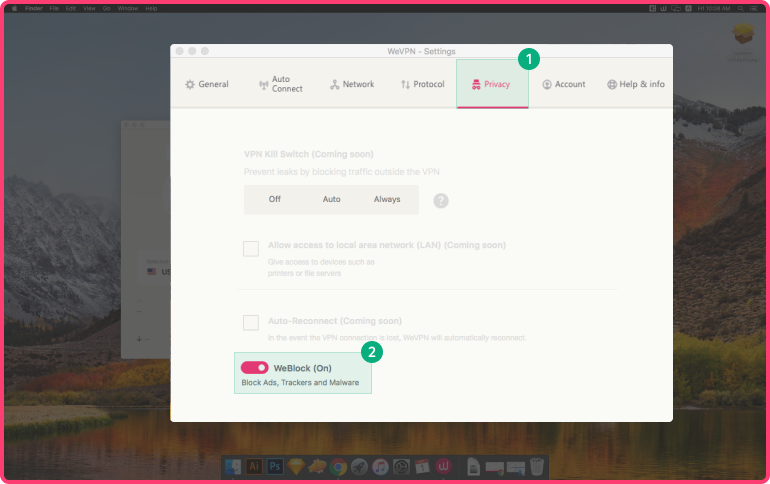 Finder File Edit View Go Window Help
Fri 10:08 AM
WeVPN - Settings
1
General
Auto
Connect
Network
Protocol
Privacy
Account
Help & info
VPN Kill Switch (Coming soon)
Prevent leaks by blocking traffic outside the VPN
Off Auto Always
?
Allow access to local area network (LAN) (Coming soon)
Give access to devices such as
printers or file servers
Auto-Reconnect (Coming soon)
In the event the VPN connection is lost, WeVPN will automatically reconnect.
2
WeBlock (On)
Block Ads, Trackers and Malware
US
Ai
Ps